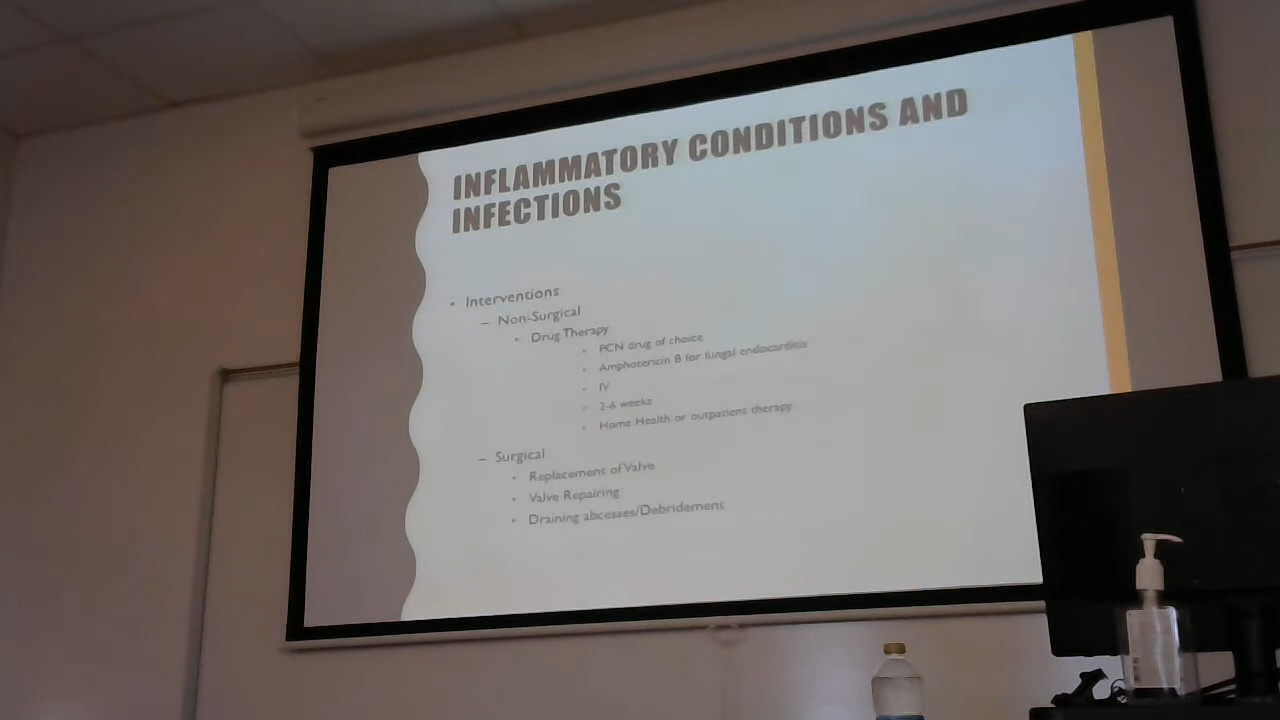 INFLAMMATORY CONDITIONS AND
INFECTIONS
• Interventions
– Non-Surgical
• Drug Therapy
• PCN drug of choice
• Amphotericin B for fungal endocarditis
• IV
• 2-6 weeks
• Home Health or outpatient therapy
– Surgical
• Replacement of Valve
• Valve Repairing
• Draining abcesses/Debridement